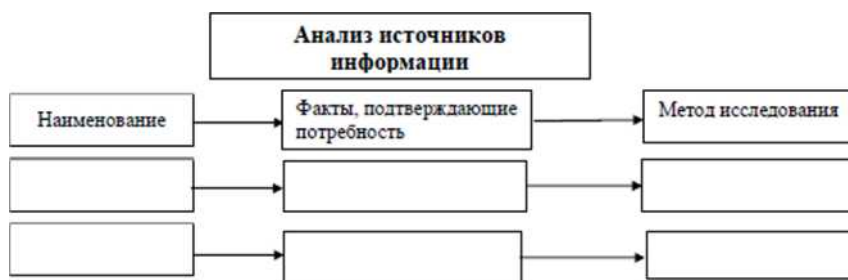 Анализ источников
информации
Наименование
Факты, подтверждающие
потребность
Метод исследования